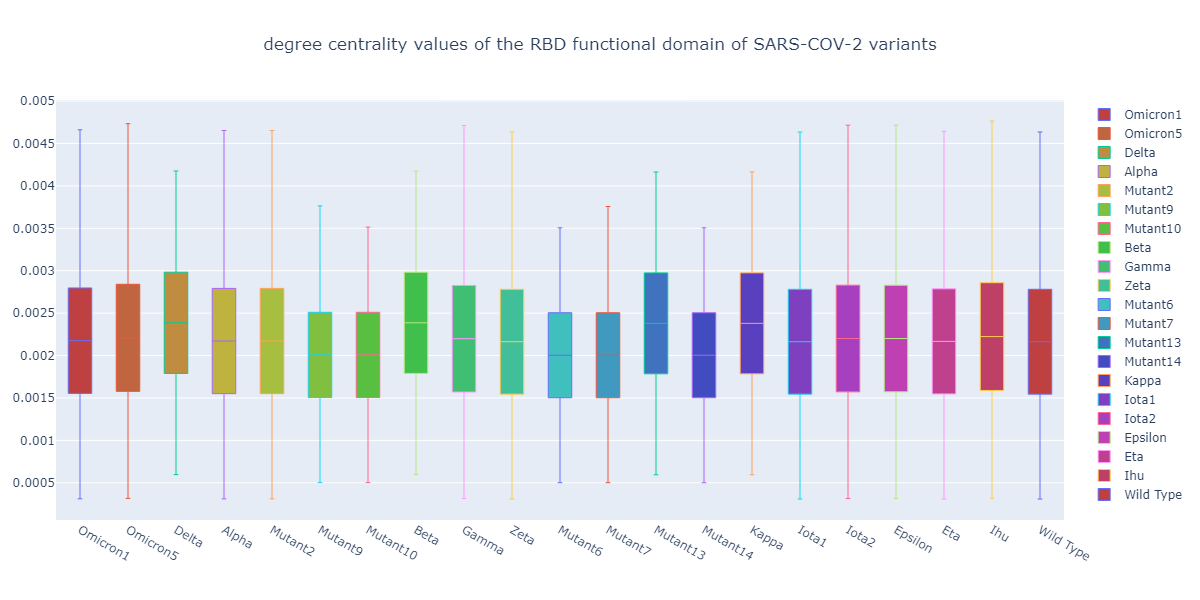 degree centrality values of the RBD functional domain of SARS-COV-2 variants
0.005
0.0045
0.004
0.0035
0.003
0.0025
0.002
0.0015
0.001
0.0005
Omicron1
Omicron5
Delta
Alpha
Mutant2
Mutant9
Mutant10
Beta
Gamma
Zeta
Mutant6
Mutant7
Mutant13
Mutant14
Kappa
Iota1
Iota2
Epsilon
Eta
Ihu
Wild Type
Omicron1
Omicron5
Delta
Alpha
Mutant2
Mutant9
Mutant10
Beta
Gamma
Zeta
Mutant6
Mutant7
Mutant13
Mutant14
Kappa
Iota1
Iota2
Epsilon
Eta
Ihu
Wild Type